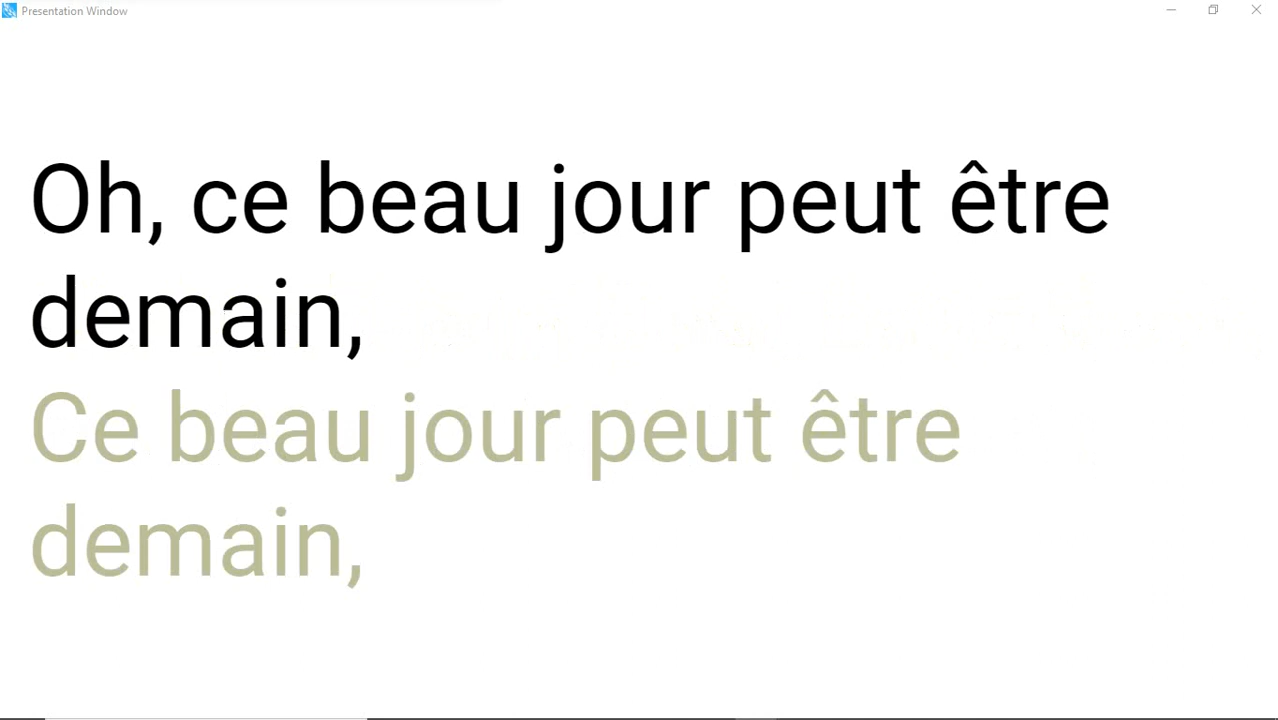 Presentation Window
Oh, ce beau jour peut être
demain,
Ce beau jour peut être
demain,